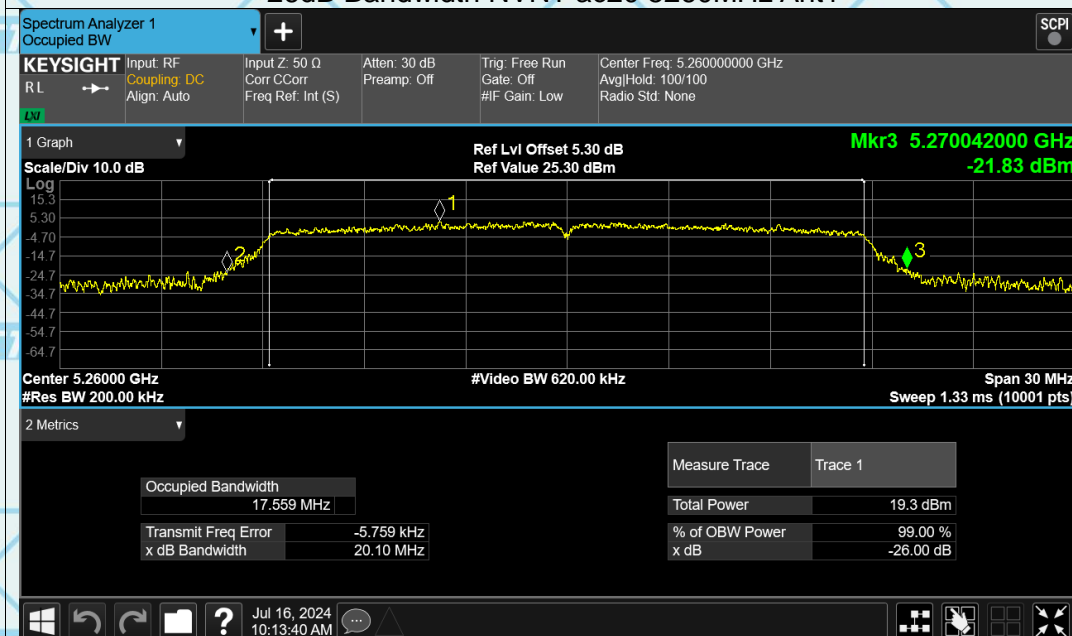 Spectrum Analyzer 1
Occupied BW
SCPI
KEYSIGHT
RL
LXI
Input: RF
Coupling: DC
Align: Auto
Input Z: 50 Ω
Corr CCorr
Freq Ref: Int (S)
Atten: 30 dB
Preamp: Off
Trig: Free Run
Gate: Off
#IF Gain: Low
Center Freq: 5.260000000 GHz
Avg|Hold: 100/100
Radio Std: None
1 Graph
Scale/Div 10.0 dB
Ref Lvl Offset 5.30 dB
Ref Value 25.30 dBm
Mkr3 5.270042000 GHz
-21.83 dBm
Log
15.3
5.30
-4.70
-14.7
-24.7
-34.7
-44.7
-54.7
-64.7
1
2
3
Center 5.26000 GHz
#Video BW 620.00 kHz
Span 30 MHz
#Res BW 200.00 kHz
Sweep 1.33 ms (10001 pts)
2 Metrics
Occupied Bandwidth
17.559 MHz
Transmit Freq Error -5.759 kHz
x dB Bandwidth 20.10 MHz
Measure Trace Trace 1
Total Power 19.3 dBm
% of OBW Power 99.00 %
x dB -26.00 dB
Jul 16, 2024
10:13:40 AM